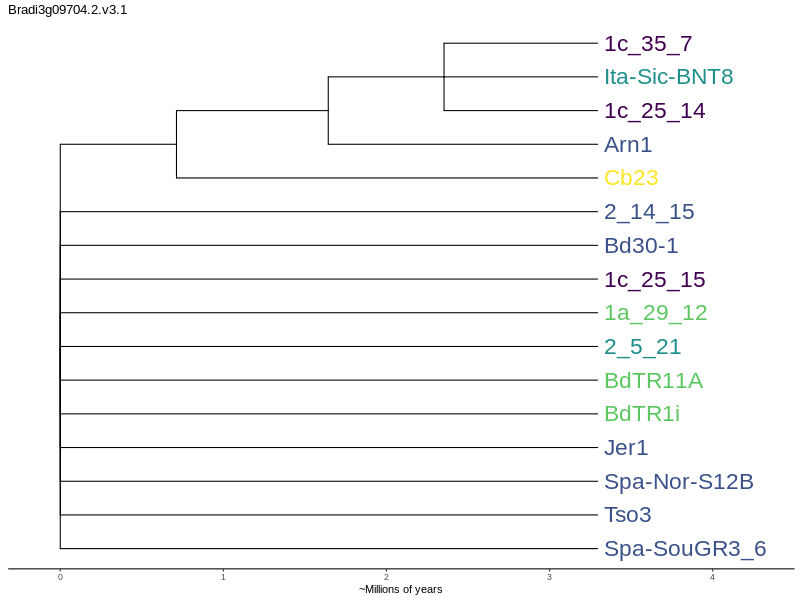 Bradi3g09704.2.v3.1
1c_35_7
Ita-Sic-BNT8
1c_25_14
Arn1
Cb23
2_14_15
Bd30-1
1c_25_15
1a_29_12
2_5_21
BdTR11A
BdTR1i
Jer1
Spa-Nor-S12B
Tso3
Spa-SouGR3_6
0 1 2 3 4
~Millions of years